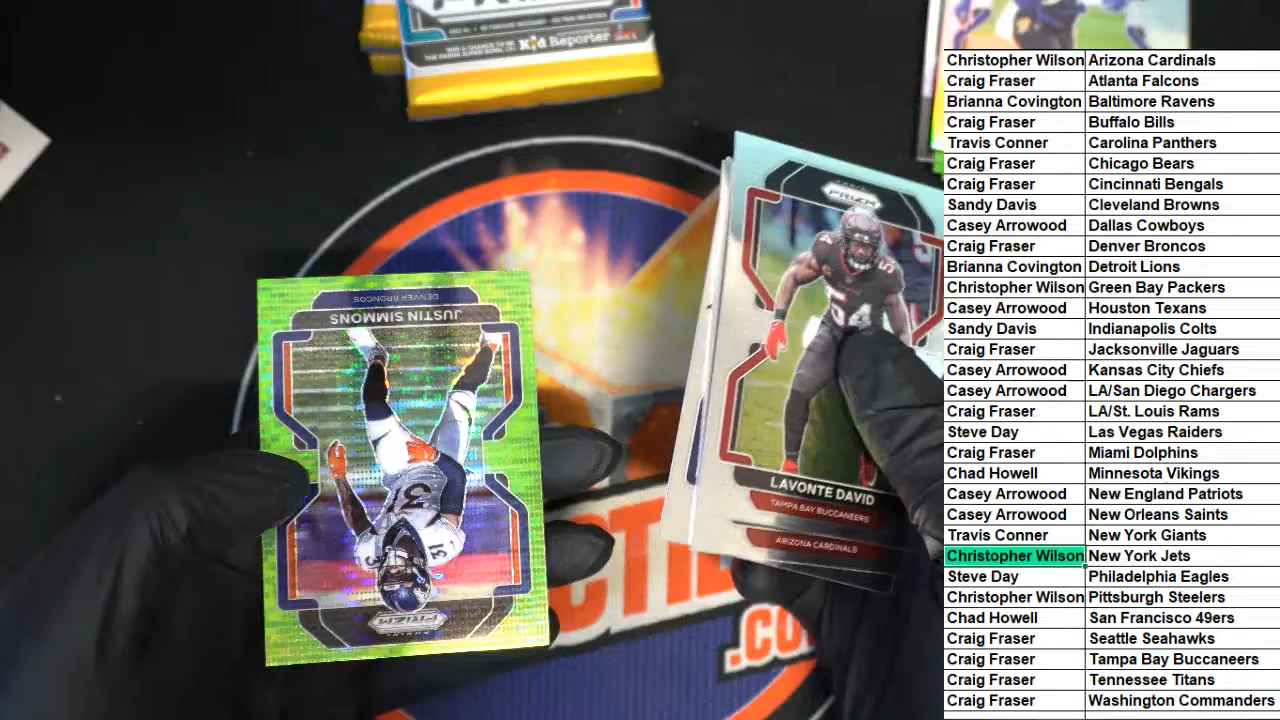 WIN A CHANCE TO BE
Kid Reporter
PRIZM
54
LAVONTE DAVID
TAMPA BAY BUCCANEERS
ARIZONA CARDINALS
DENVER BRONCOS
JUSTIN SIMMONS
31
31
PRIZM
.CO
Christopher Wilson Arizona Cardinals
Craig Fraser Atlanta Falcons
Brianna Covington Baltimore Ravens
Craig Fraser Buffalo Bills
Travis Conner Carolina Panthers
Craig Fraser Chicago Bears
Craig Fraser Cincinnati Bengals
Sandy Davis Cleveland Browns
Casey Arrowood Dallas Cowboys
Craig Fraser Denver Broncos
Brianna Covington Detroit Lions
Christopher Wilson Green Bay Packers
Casey Arrowood Houston Texans
Sandy Davis Indianapolis Colts
Craig Fraser Jacksonville Jaguars
Casey Arrowood Kansas City Chiefs
Casey Arrowood LA/San Diego Chargers
Craig Fraser LA/St. Louis Rams
Steve Day Las Vegas Raiders
Craig Fraser Miami Dolphins
Chad Howell Minnesota Vikings
Casey Arrowood New England Patriots
Casey Arrowood New Orleans Saints
Travis Conner New York Giants
Christopher Wilson New York Jets
Steve Day Philadelphia Eagles
Christopher Wilson Pittsburgh Steelers
Chad Howell San Francisco 49ers
Craig Fraser Seattle Seahawks
Craig Fraser Tampa Bay Buccaneers
Craig Fraser Tennessee Titans
Craig Fraser Washington Commanders